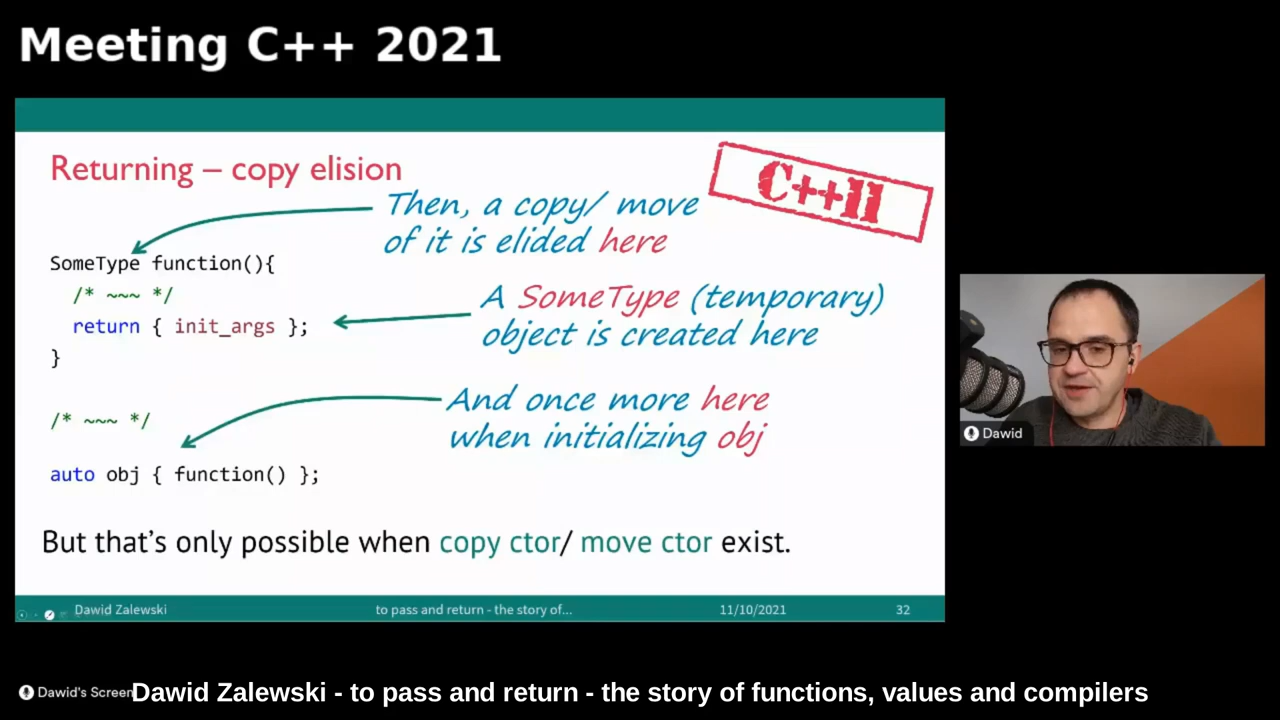 Meeting C++ 2021
Returning – copy elision
C++11
Then, a copy/ move
of it is elided here
SomeType function(){
/* ~~~ */
A SomeType (temporary)
object is created here
return { init_args };
}
And once more here
when initializing obj
/* ~~~ */
auto obj { function() };
But that's only possible when copy ctor/ move ctor exist.
Dawid Zalewski
to pass and return - the story of...
11/10/2021
32
Dawid
Dawid's Screen
Dawid Zalewski - to pass and return - the story of functions, values and compilers